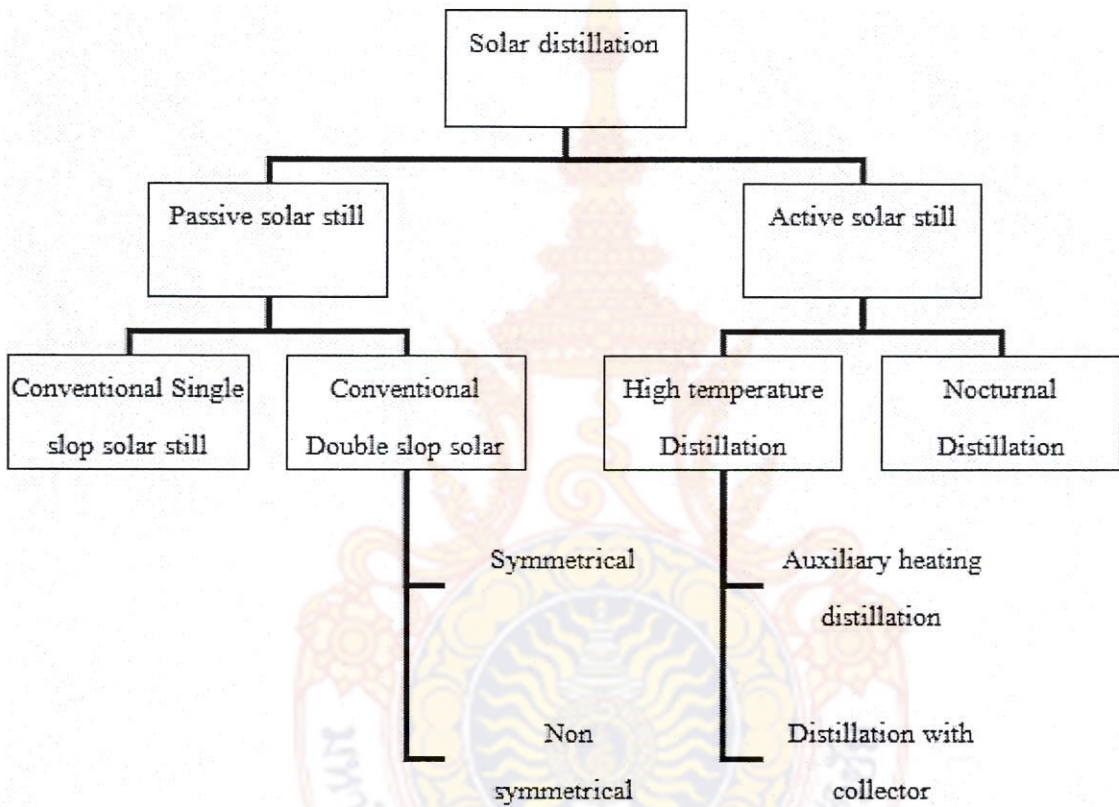 Solar distillation
Passive solar still
Active solar still
Conventional Single
slop solar still
Conventional
Double slop solar
High temperature
Distillation
Nocturnal
Distillation
Symmetrical
Auxiliary heating
distillation
Non
symmetrical
Distillation with
collector